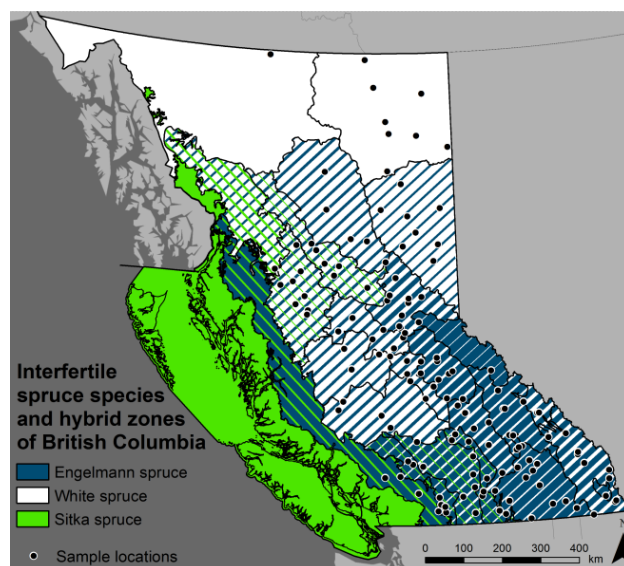 Interfertile
spruce species
and hybrid zones
of British Columbia
Engelmann spruce
White spruce
Sitka spruce
Sample locations
N
0 100 200 300 400
km